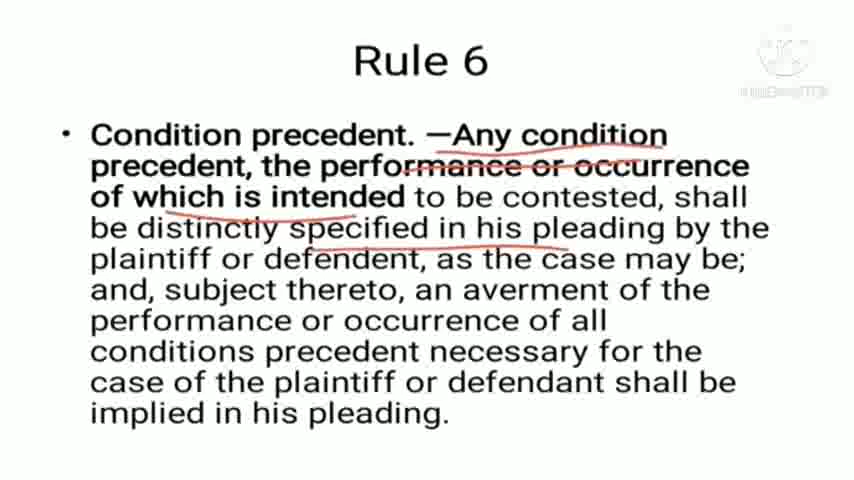 Rule 6
• Condition precedent. —Any condition
precedent, the performance or occurrence
of which is intended to be contested, shall
be distinctly specified in his pleading by the
plaintiff or defendent, as the case may be;
and, subject thereto, an averment of the
performance or occurrence of all
conditions precedent necessary for the
case of the plaintiff or defendant shall be
implied in his pleading.